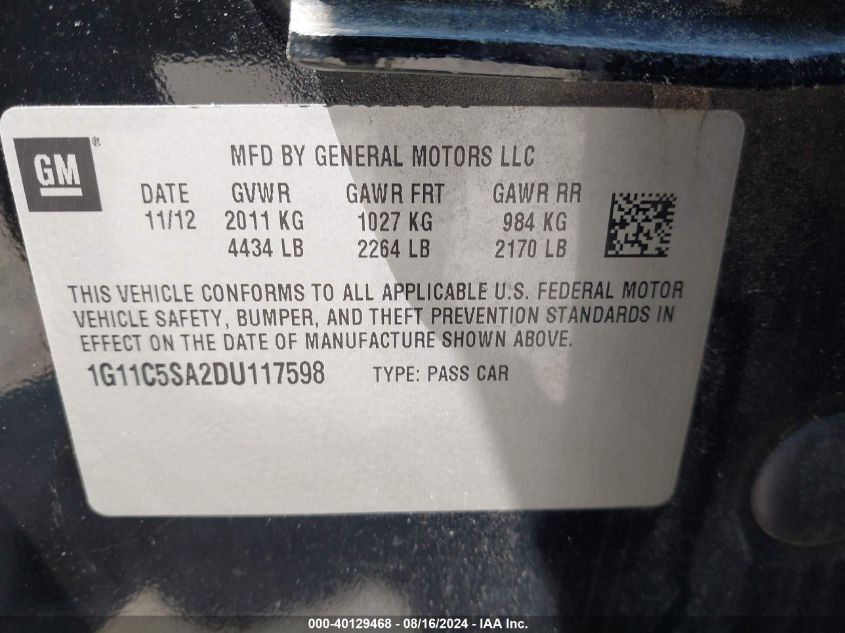 GM
®
MFD BY GENERAL MOTORS LLC
DATE GVWR GAWR FRT GAWR RR
11/12 2011 KG 1027 KG 984 KG
4434 LB 2264 LB 2170 LB
THIS VEHICLE CONFORMS TO ALL APPLICABLE U.S. FEDERAL MOTOR
VEHICLE SAFETY, BUMPER, AND THEFT PREVENTION STANDARDS IN
EFFECT ON THE DATE OF MANUFACTURE SHOWN ABOVE.
1G11C5SA2DU117598 TYPE: PASS CAR
000-40129468 - 08/16/2024 - IAA Inc.